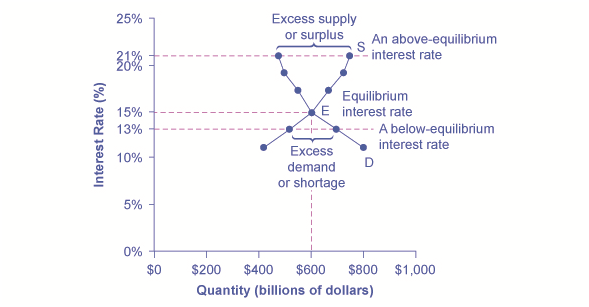 25%
Excess supply
or surplus
S
An above-equilibrium
interest rate
21%
20%
Equilibrium
interest rate
15%
E
13%
A below-equilibrium
interest rate
Excess
demand
or shortage
10%
D
5%
0%
Interest Rate (%)
$0 $200 $400 $600 $800 $1,000
Quantity (billions of dollars)